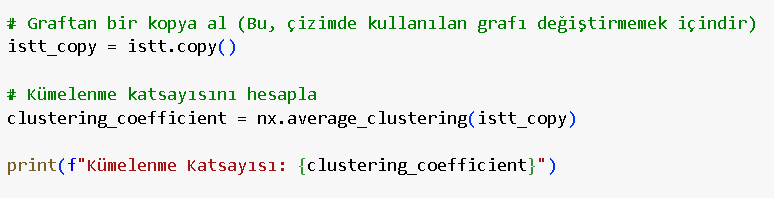 # Graftan bir kopya al (Bu, çizimde kullanılan grafı değiştirmemek içindir)
istt_copy = istt.copy()
# Kümelenme katsayısını hesapla
clustering_coefficient = nx.average_clustering(istt_copy)
print(f"Kümelenme Katsayısı: {clustering_coefficient}")